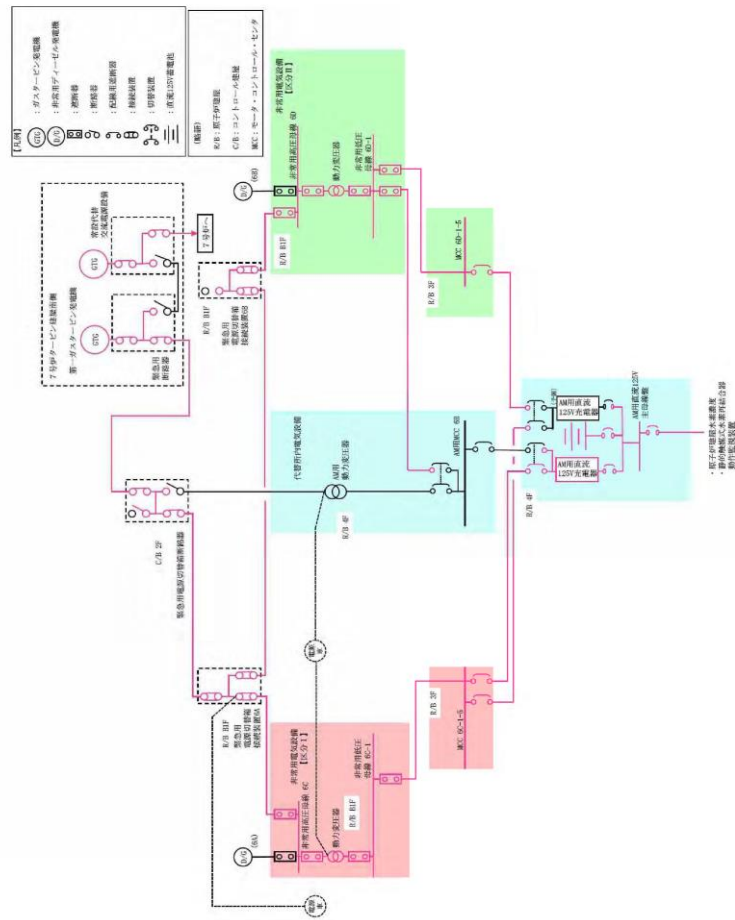 【凡例】
GTG ：ガスタービン発電機
D/G ：非常用ディーゼル発電機
：遮断器
：断路器
：配線用遮断器
：接続装置
：切替装置
：直流125V蓄電池
(略語)
R/B：原子炉建屋
C/B：コントロール建屋
MCC：モータ・コントロール・センタ
7号炉タービン建屋南側
第一ガスタービン発電機
常設代替
交流電源設備
GTG
GTG
緊急用
断路器
7号炉へ
C/B 2F
緊急用電源切替箱断路器
R/B B1F
緊急用
電源切替箱
接続装置6A
R/B B1F
緊急用
電源切替箱
接続装置6B
電源
車
電源
車
D/G
(6A)
非常用電気設備
【区分Ⅰ】
非常用高圧母線 6C
動力変圧器
R/B B1F
非常用低圧
母線 6C-1
代替所内電気設備
AM用
動力変圧器
R/B 4F
AM用MCC 6B
D/G
(6B)
非常用電気設備
【区分Ⅱ】
非常用高圧母線 6D
動力変圧器
R/B B1F
非常用低圧
母線 6D-1
R/B 2F
MCC 6C-1-5
R/B 2F
MCC 6D-1-5
R/B 4F
AM用直流
125V充電器
AM用直流
125V充電器
(予備)
AM用直流125V
主母線盤
・原子炉建屋水素濃度
・静的触媒式水素再結合器
動作監視装置